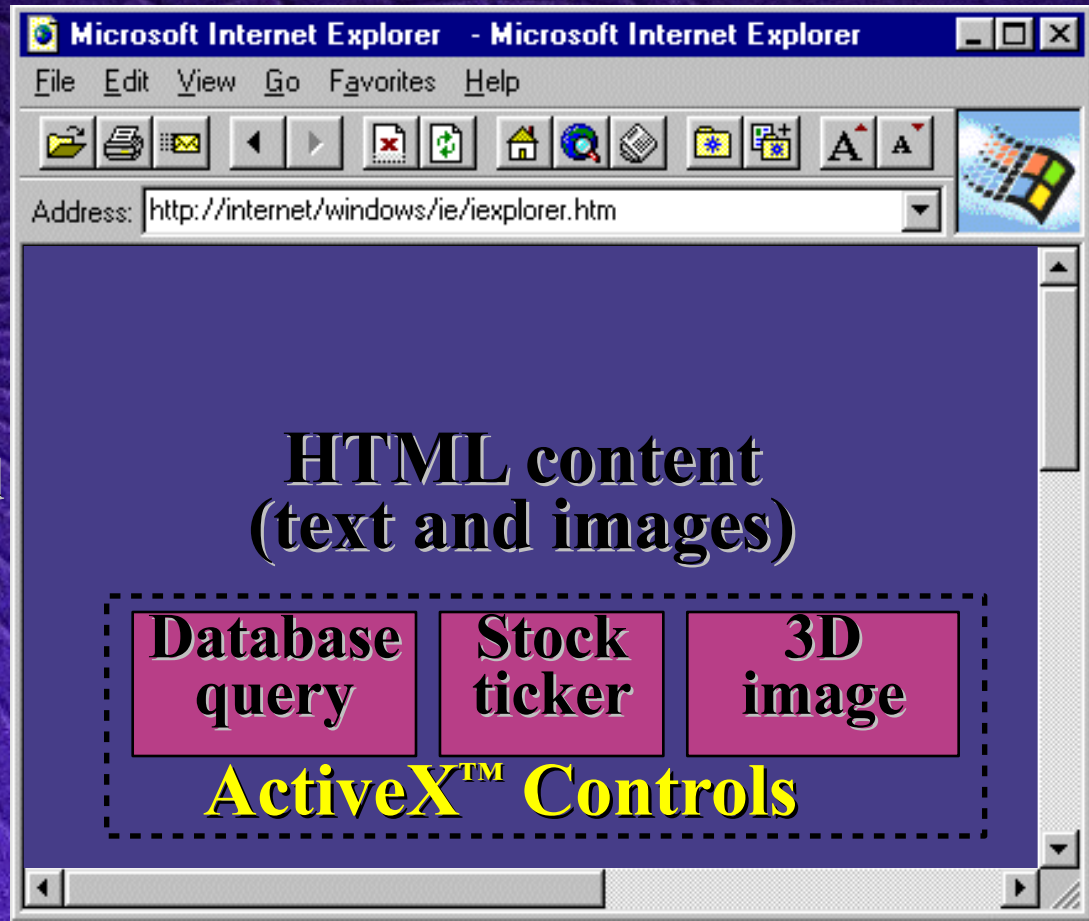 Microsoft Internet Explorer - Microsoft Internet Explorer
File Edit View Go Favorites Help
Address: http://internet/windows/ie/iexplorer.htm
HTML content
(text and images)
Database
query
Stock
ticker
3D
image
ActiveX™ Controls